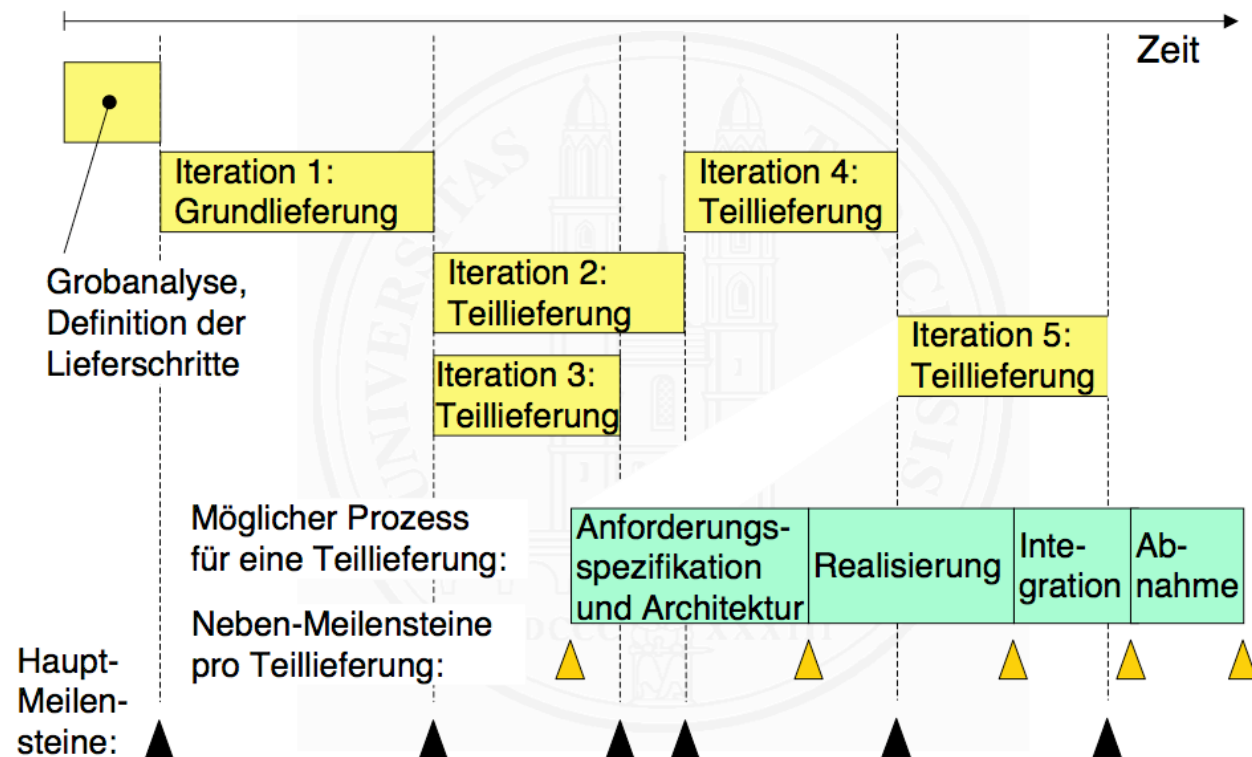 Zeit
Iteration 1:
Grundlieferung
Iteration 4:
Teillieferung
Grobanalyse,
Definition der
Lieferschritte
Iteration 2:
Teillieferung
Iteration 5:
Teillieferung
Iteration 3:
Teillieferung
Möglicher Prozess
für eine Teillieferung:
Anforderungs-
spezifikation
und Architektur
Realisierung
Inte-
gration
Ab-
nahme
Neben-Meilensteine
pro Teillieferung:
Haupt-
Meilen-
steine:
UNIVERSITAS